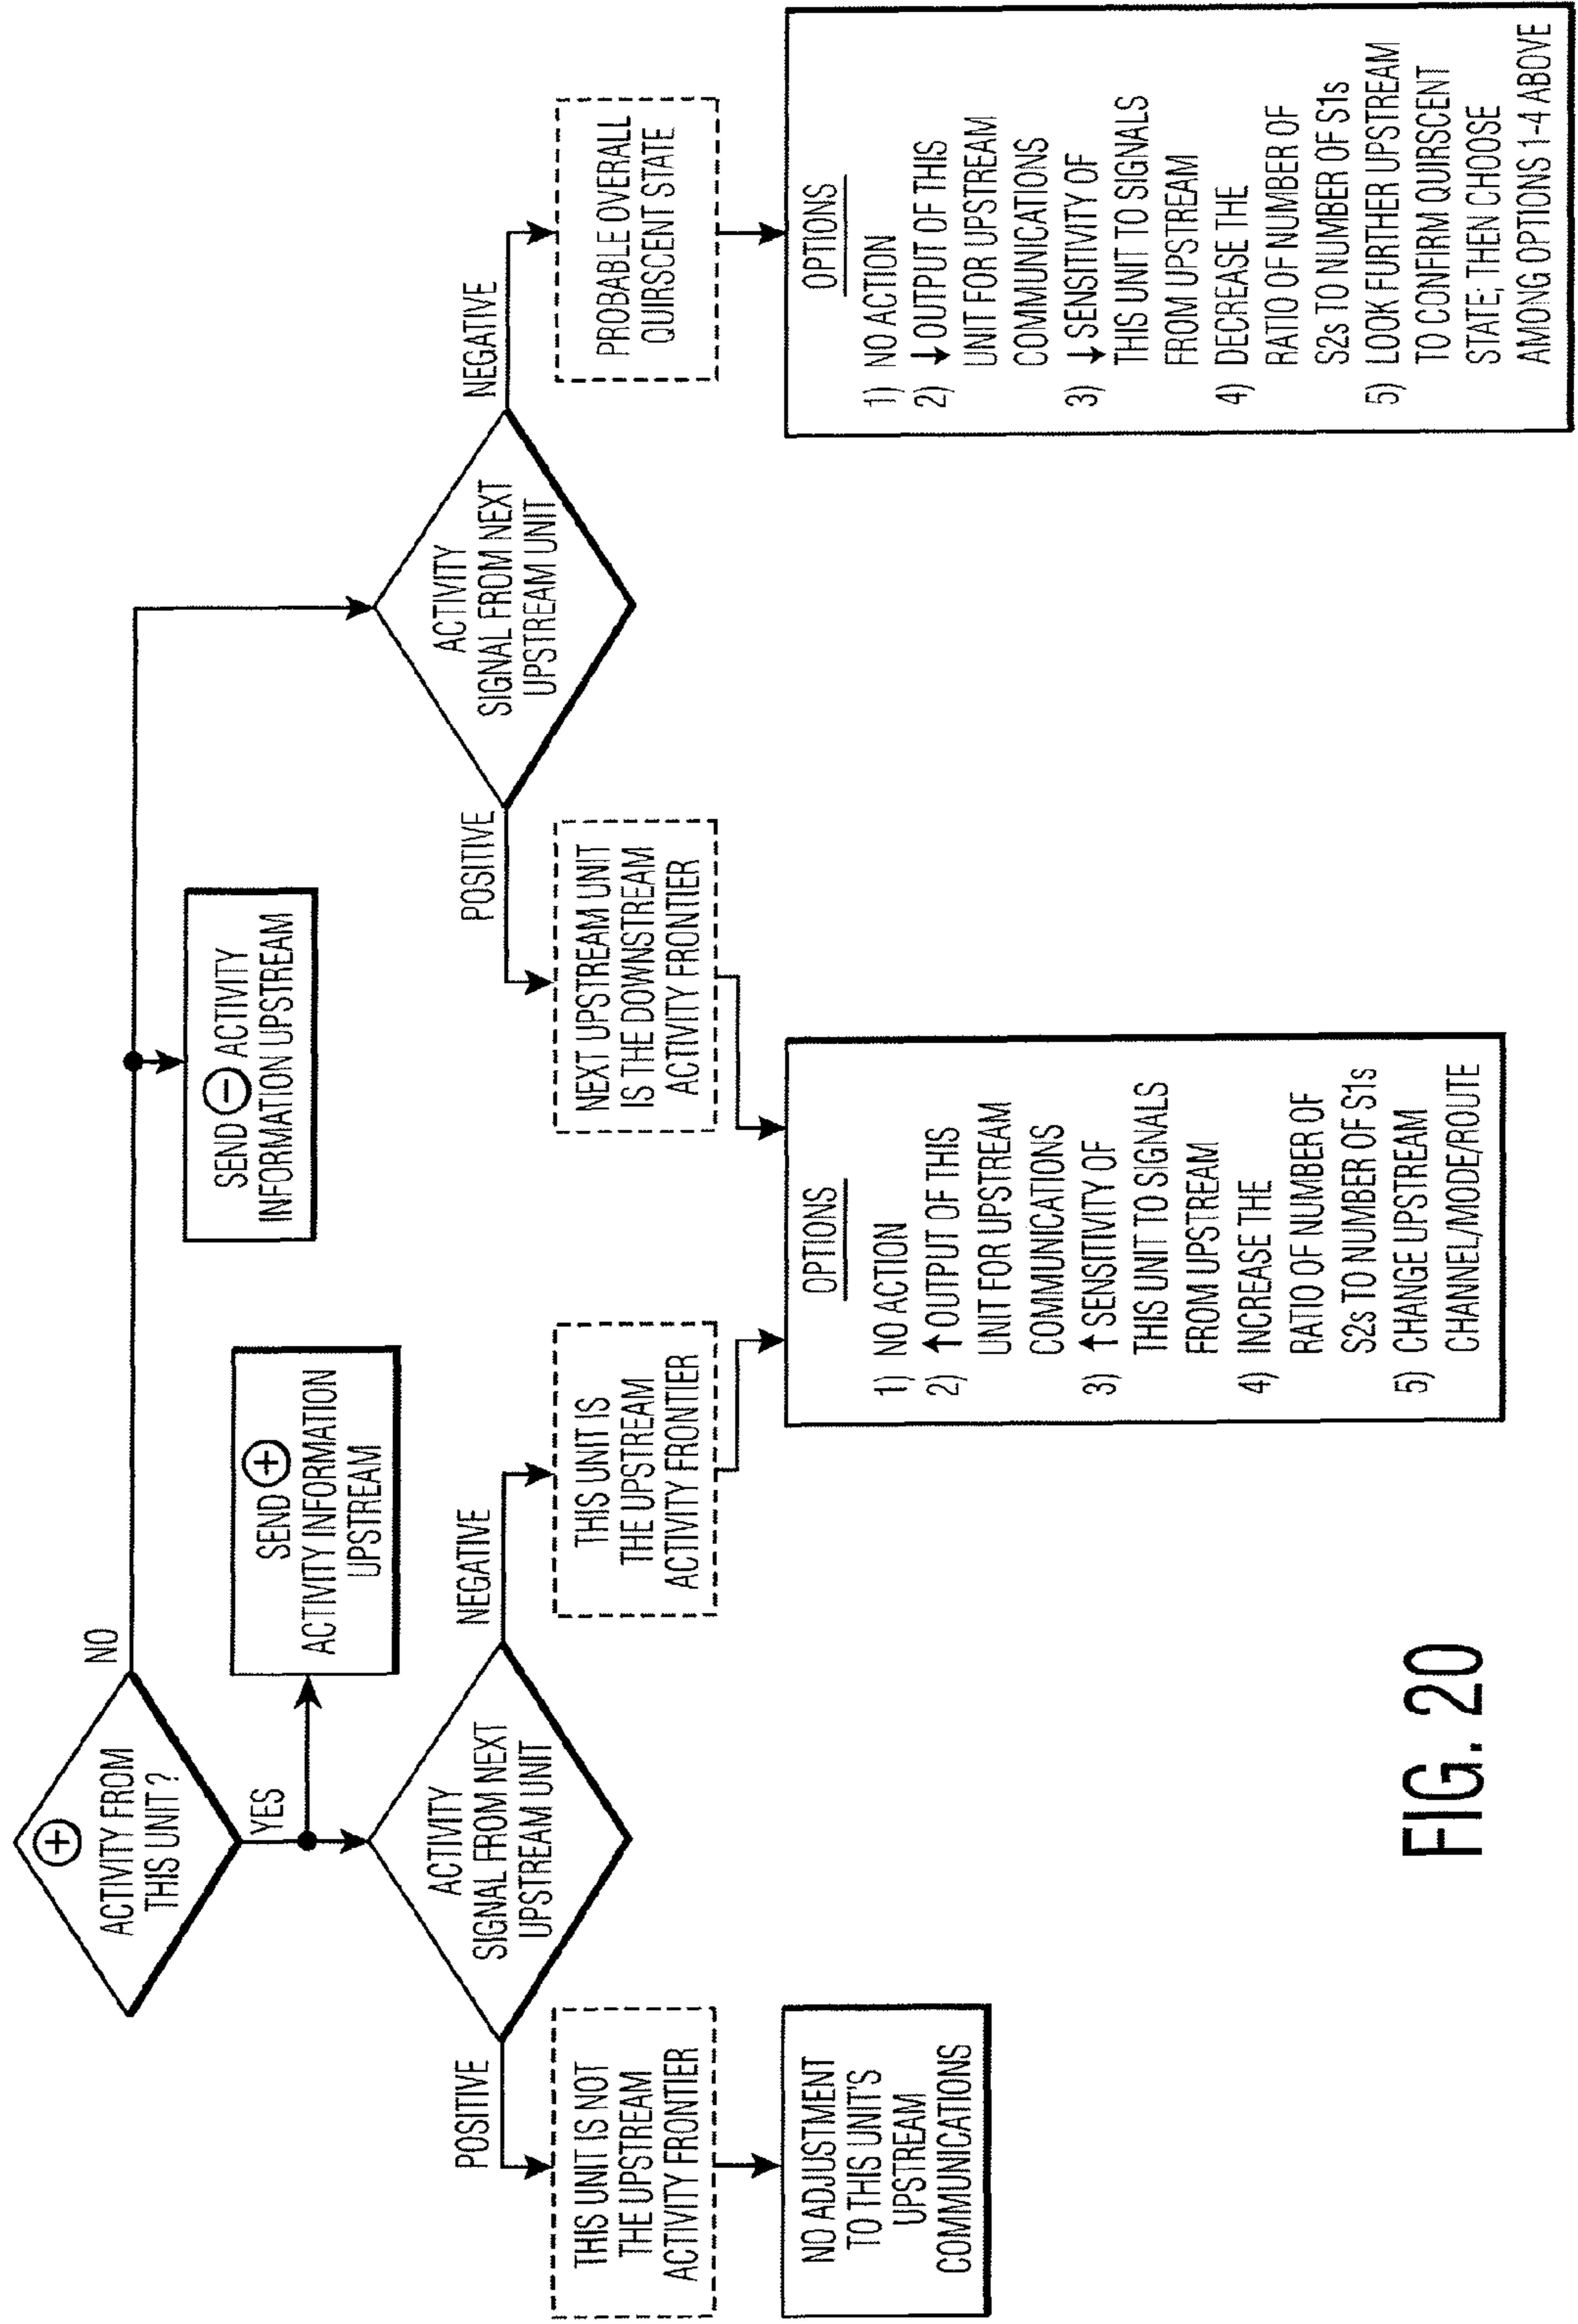 +
ACTIVITY FROM
THIS UNIT ?
NO
YES
SEND +
ACTIVITY INFORMATION
UPSTREAM
SEND − ACTIVITY
INFORMATION UPSTREAM
ACTIVITY
SIGNAL FROM NEXT
UPSTREAM UNIT
POSITIVE
NEGATIVE
ACTIVITY
SIGNAL FROM NEXT
UPSTREAM UNIT
POSITIVE
NEGATIVE
THIS UNIT IS NOT
THE UPSTREAM
ACTIVITY FRONTIER
THIS UNIT IS
THE UPSTREAM
ACTIVITY FRONTIER
NEXT UPSTREAM UNIT
IS THE DOWNSTREAM
ACTIVITY FRONTIER
PROBABLE OVERALL
QUIRSCENT STATE
NO ADJUSTMENT
TO THIS UNIT'S
UPSTREAM
COMMUNICATIONS
OPTIONS
1) NO ACTION
2) ↑ OUTPUT OF THIS
UNIT FOR UPSTREAM
COMMUNICATIONS
3) ↑ SENSITIVITY OF
THIS UNIT TO SIGNALS
FROM UPSTREAM
4) INCREASE THE
RATIO OF NUMBER OF
S2s TO NUMBER OF S1s
5) CHANGE UPSTREAM
CHANNEL/MODE/ROUTE
OPTIONS
1) NO ACTION
2) ↓ OUTPUT OF THIS
UNIT FOR UPSTREAM
COMMUNICATIONS
3) ↓ SENSITIVITY OF
THIS UNIT TO SIGNALS
FROM UPSTREAM
4) DECREASE THE
RATIO OF NUMBER OF
S2s TO NUMBER OF S1s
5) LOOK FURTHER UPSTREAM
TO CONFIRM QUIRSCENT
STATE; THEN CHOOSE
AMONG OPTIONS 1-4 ABOVE
FIG. 20